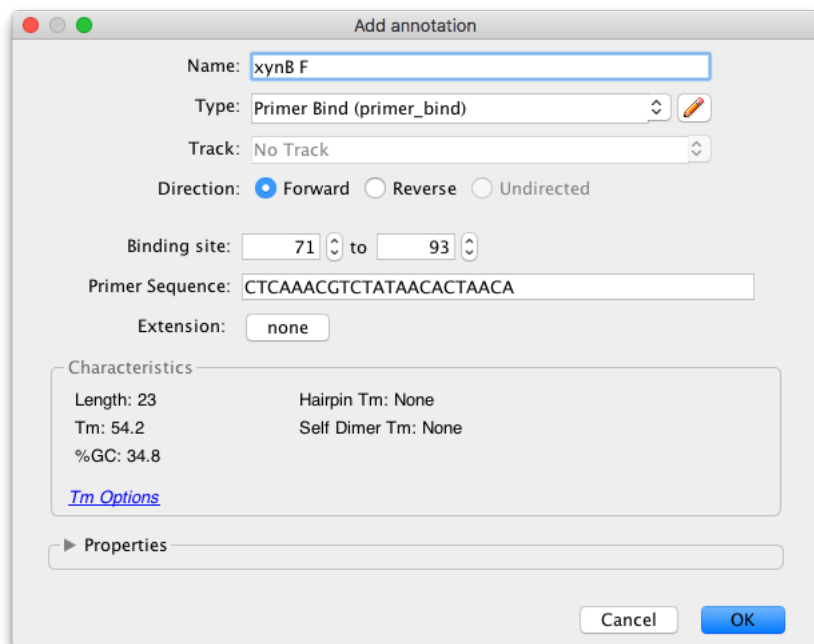 Add annotation
Name: xynB F
Type: Primer Bind (primer_bind)
Track: No Track
Direction: Forward Reverse Undirected
Binding site: 71 to 93
Primer Sequence: CTCAAACGTCTATAACACTAACA
Extension: none
Characteristics
Length: 23 Hairpin Tm: None
Tm: 54.2 Self Dimer Tm: None
%GC: 34.8
Tm Options
Properties
Cancel OK